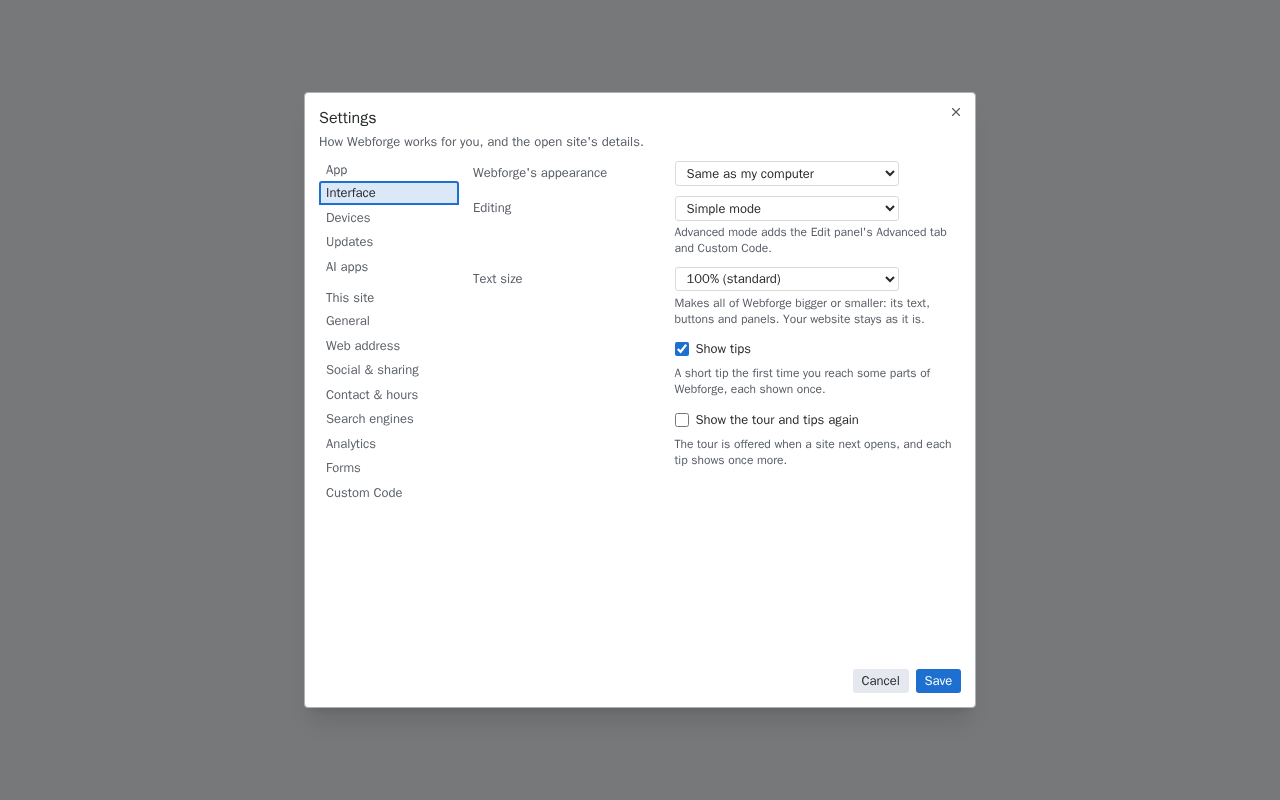 Settings
How Webforge works for you, and the open site's details.
App
Interface
Devices
Updates
AI apps
This site
General
Web address
Social & sharing
Contact & hours
Search engines
Analytics
Forms
Custom Code
Webforge's appearance
Same as my computer
Editing
Simple mode
Advanced mode adds the Edit panel's Advanced tab
and Custom Code.
Text size
100% (standard)
Makes all of Webforge bigger or smaller: its text,
buttons and panels. Your website stays as it is.
Show tips
A short tip the first time you reach some parts of
Webforge, each shown once.
Show the tour and tips again
The tour is offered when a site next opens, and each
tip shows once more.
Cancel
Save